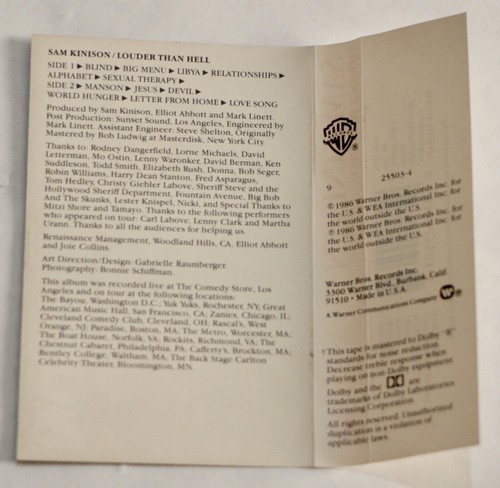 SAM KINISON/LOUDER THAN HELL
SIDE 1 ► BLIND ► BIG MENU ► LIBYA ► RELATIONSHIPS ►
ALPHABET ► SEXUAL THERAPY ►
SIDE 2 ► MANSON ► JESUS ► DEVIL ►
WORLD HUNGER ► LETTER FROM HOME ► LOVE SONG
Produced by Sam Kinison, Elliot Abbott and Mark Linett.
Post Production: Sunset Sound, Los Angeles, Engineered by
Mark Linett. Assistant Engineer: Steve Shelton, Originally
Mastered by Bob Ludwig at Masterdisk, New York City.
Thanks to: Rodney Dangerfield, Lorne Michaels, David
Letterman, Mo Ostin, Lenny Waronker, David Berman, Ken
Suddleson, Todd Smith, Elizabeth Rush, Donna, Bob Seger,
Robin Williams, Harry Dean Stanton, Fred Asparagus,
Tom Hedley, Christy Giebler Labove, Sheriff Steve and the
Hollywood Sheriff Department, Fountain Avenue, Big Bob
And The Skunks, Lester Knispel, Nicki, and Special Thanks to
Mitzi Shore and Tamayo. Thanks to the following performers
who appeared on tour: Carl Labove, Lenny Clark and Martha
Urann. Thanks to all the audiences for helping us.
Renaissance Management, Woodland Hills, CA, Elliot Abbott
and Joie Collins.
Art Direction/Design: Gabrielle Raumberger.
Photography: Bonnie Schiffman.
This album was recorded live at The Comedy Store, Los
Angeles and on tour at the following locations:
The Bayou, Washington D.C., Yuk Yuks, Rochester, NY; Great
American Music Hall, San Francisco, CA; Zanies, Chicago, IL;
Cleveland Comedy Club, Cleveland, OH; Rascal's, West
Orange, NJ; Paradise, Boston, MA; The Metro, Worcester, MA;
The Boat House, Norfolk, VA; Rockits, Richmond, VA; The
Chestnut Cabaret, Philadelphia, PA; Cafferty's, Brockton, MA;
Bentley College, Waltham, MA; The Back Stage Carlton
Celebrity Theater, Bloomington, MN.
25503-4
9
© 1986 Warner Bros. Records Inc. for
the U.S. & WEA International Inc. for
the world outside the U.S.
℗ 1986 Warner Bros. Records Inc. for
the U.S. & WEA International Inc. for
the world outside the U.S.
Warner Bros. Records Inc.
3300 Warner Blvd., Burbank, Calif.
91510 • Made in U.S.A.
A Warner Communications Company
† This tape is mastered to Dolby "B"
standards for noise reduction.
Decrease treble response when
playing on non Dolby equipment.
Dolby and the are
trademarks of Dolby Laboratories
Licensing Corporation.
All rights reserved. Unauthorized
duplication is a violation of
applicable laws.